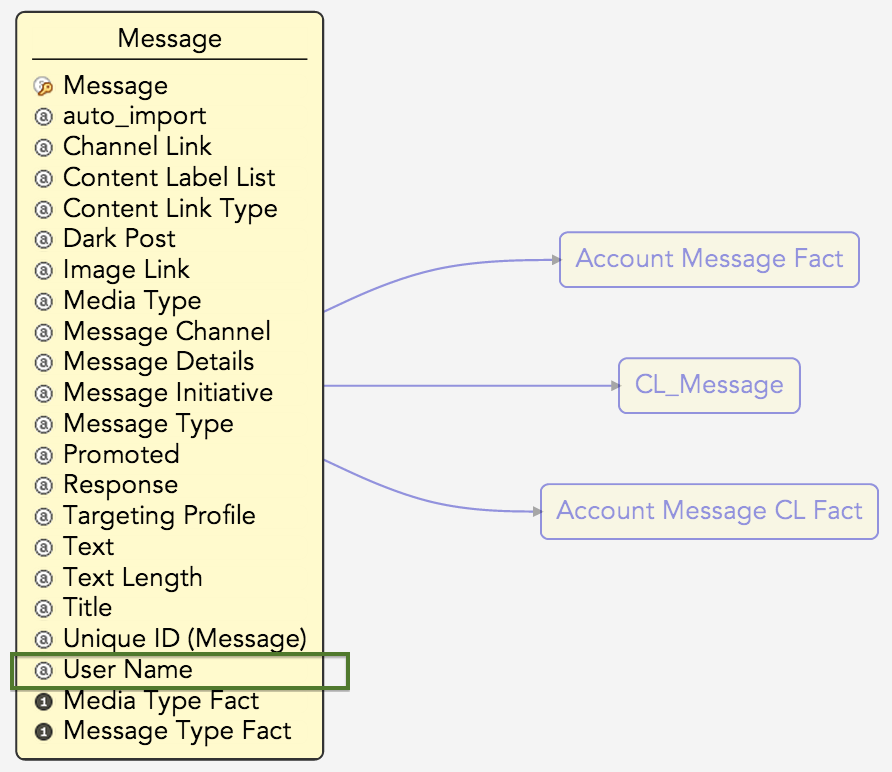 Message
Message
auto_import
Channel Link
Content Label List
Content Link Type
Dark Post
Image Link
Media Type
Message Channel
Message Details
Message Initiative
Message Type
Promoted
Response
Targeting Profile
Text
Text Length
Title
Unique ID (Message)
User Name
Media Type Fact
Message Type Fact
Account Message Fact
CL_Message
Account Message CL Fact